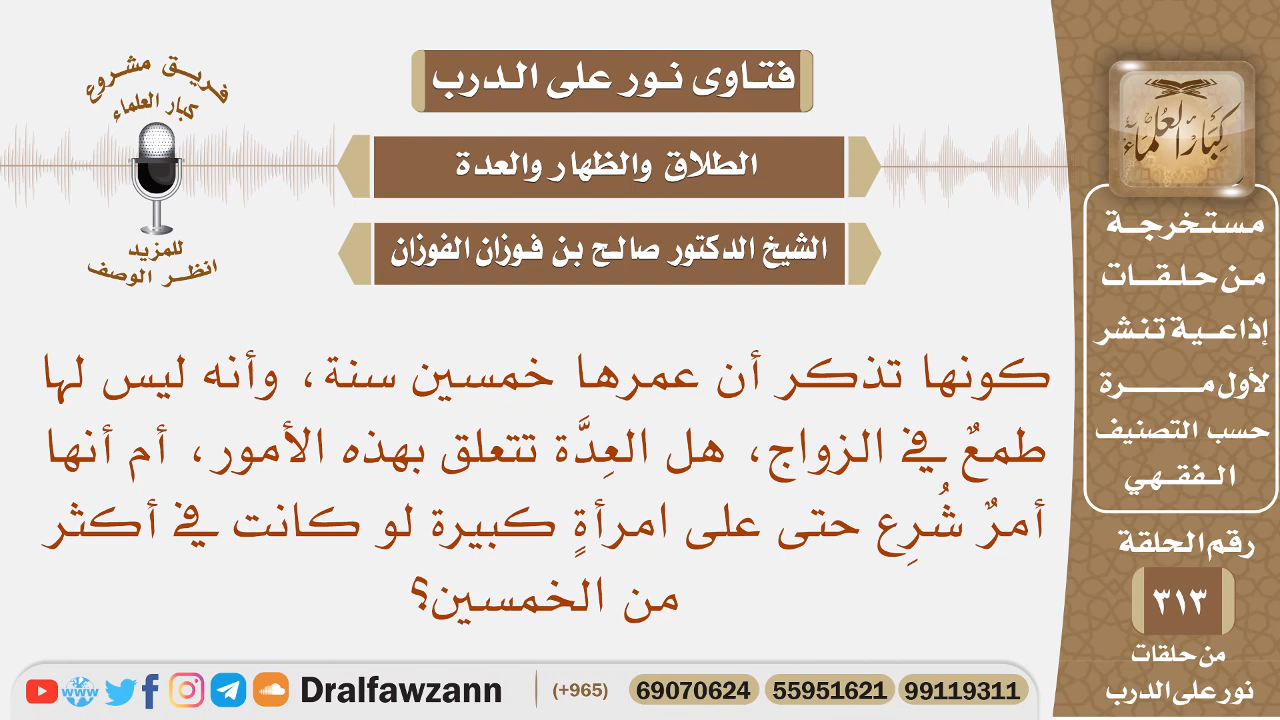 فتاوى نور على الدرب
الطلاق والظهار والعدة
الشيخ الدكتور صالح بن فوزان الفوزان
فريق مشروع
كبار العلماء
للمزيد
انظر الوصف
كبار العلماء
مستخرجة
من حلقات
إذاعية تنشر
لأول مرة
حسب التصنيف
الفقهي
رقم الحلقة
٣١٣
من حلقات
نور على الدرب
كونها تذكر أن عمرها خمسين سنة، وأنه ليس لها
طمعٌ في الزواج، هل العِدَّة تتعلق بهذه الأمور، أم أنها
أمرٌ شُرِع حتى على امرأةٍ كبيرة لو كانت في أكثر
من الخمسين؟
www
Dralfawzann
(+965) 69070624 55951621 99119311